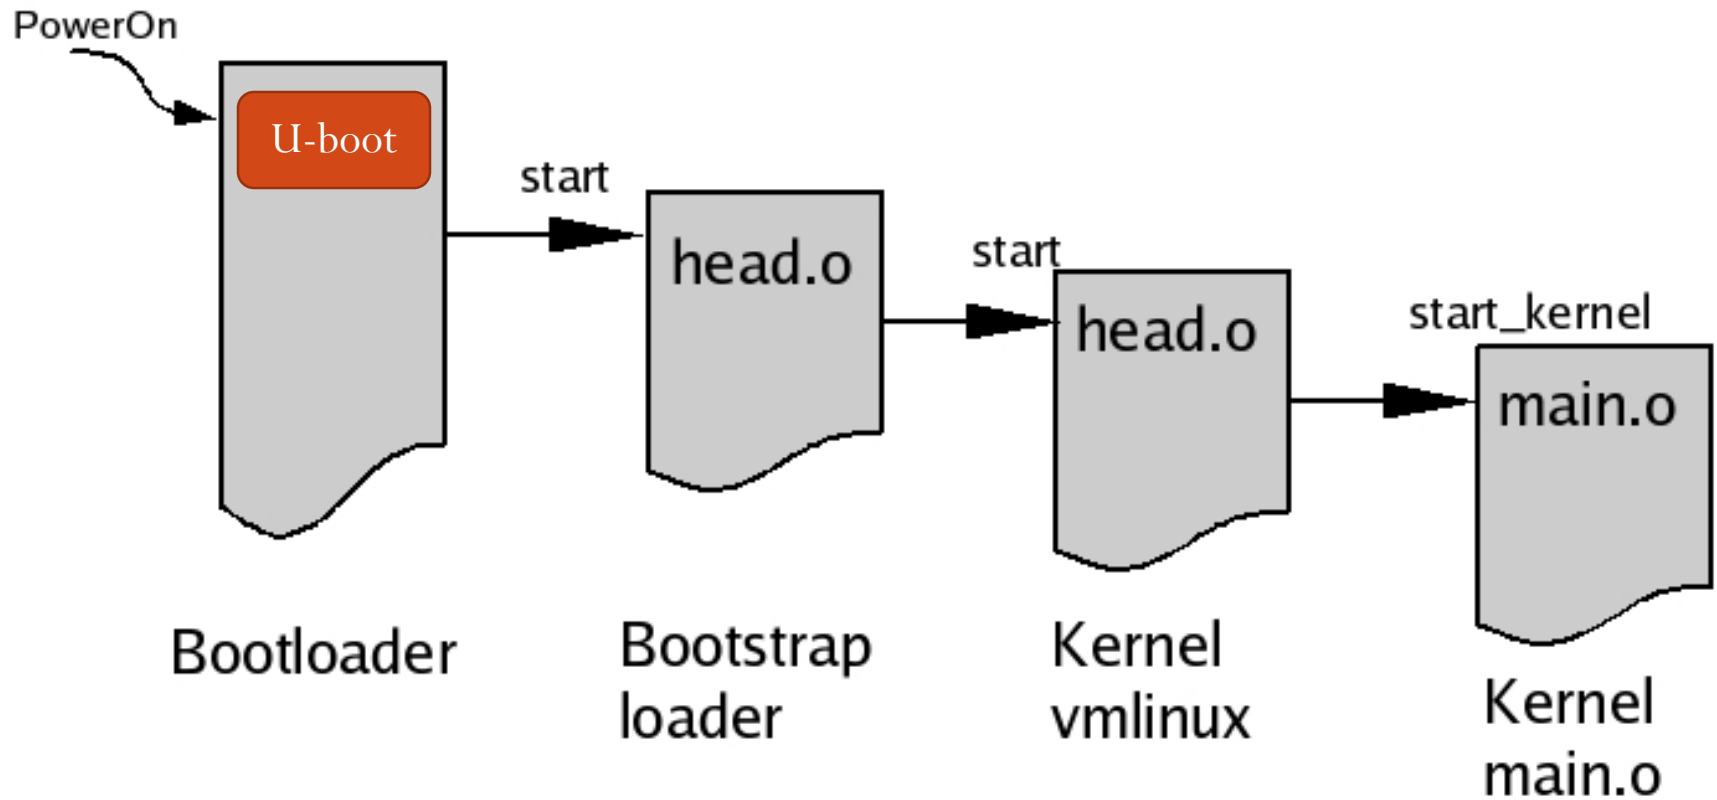 PowerOn
U-boot
start
head.o
start
head.o
start_kernel
main.o
Bootloader
Bootstrap
loader
Kernel
vmlinux
Kernel
main.o